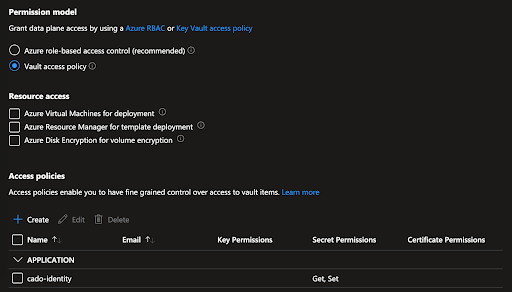 Permission model
Grant data plane access by using a Azure RBAC or Key Vault access policy
Azure role-based access control (recommended)
Vault access policy
Resource access
Azure Virtual Machines for deployment
Azure Resource Manager for template deployment
Azure Disk Encryption for volume encryption
Access policies
Access policies enable you to have fine grained control over access to vault items. Learn more
Create Edit Delete
Name Email Key Permissions Secret Permissions Certificate Permissions
APPLICATION
cado-identity Get, Set